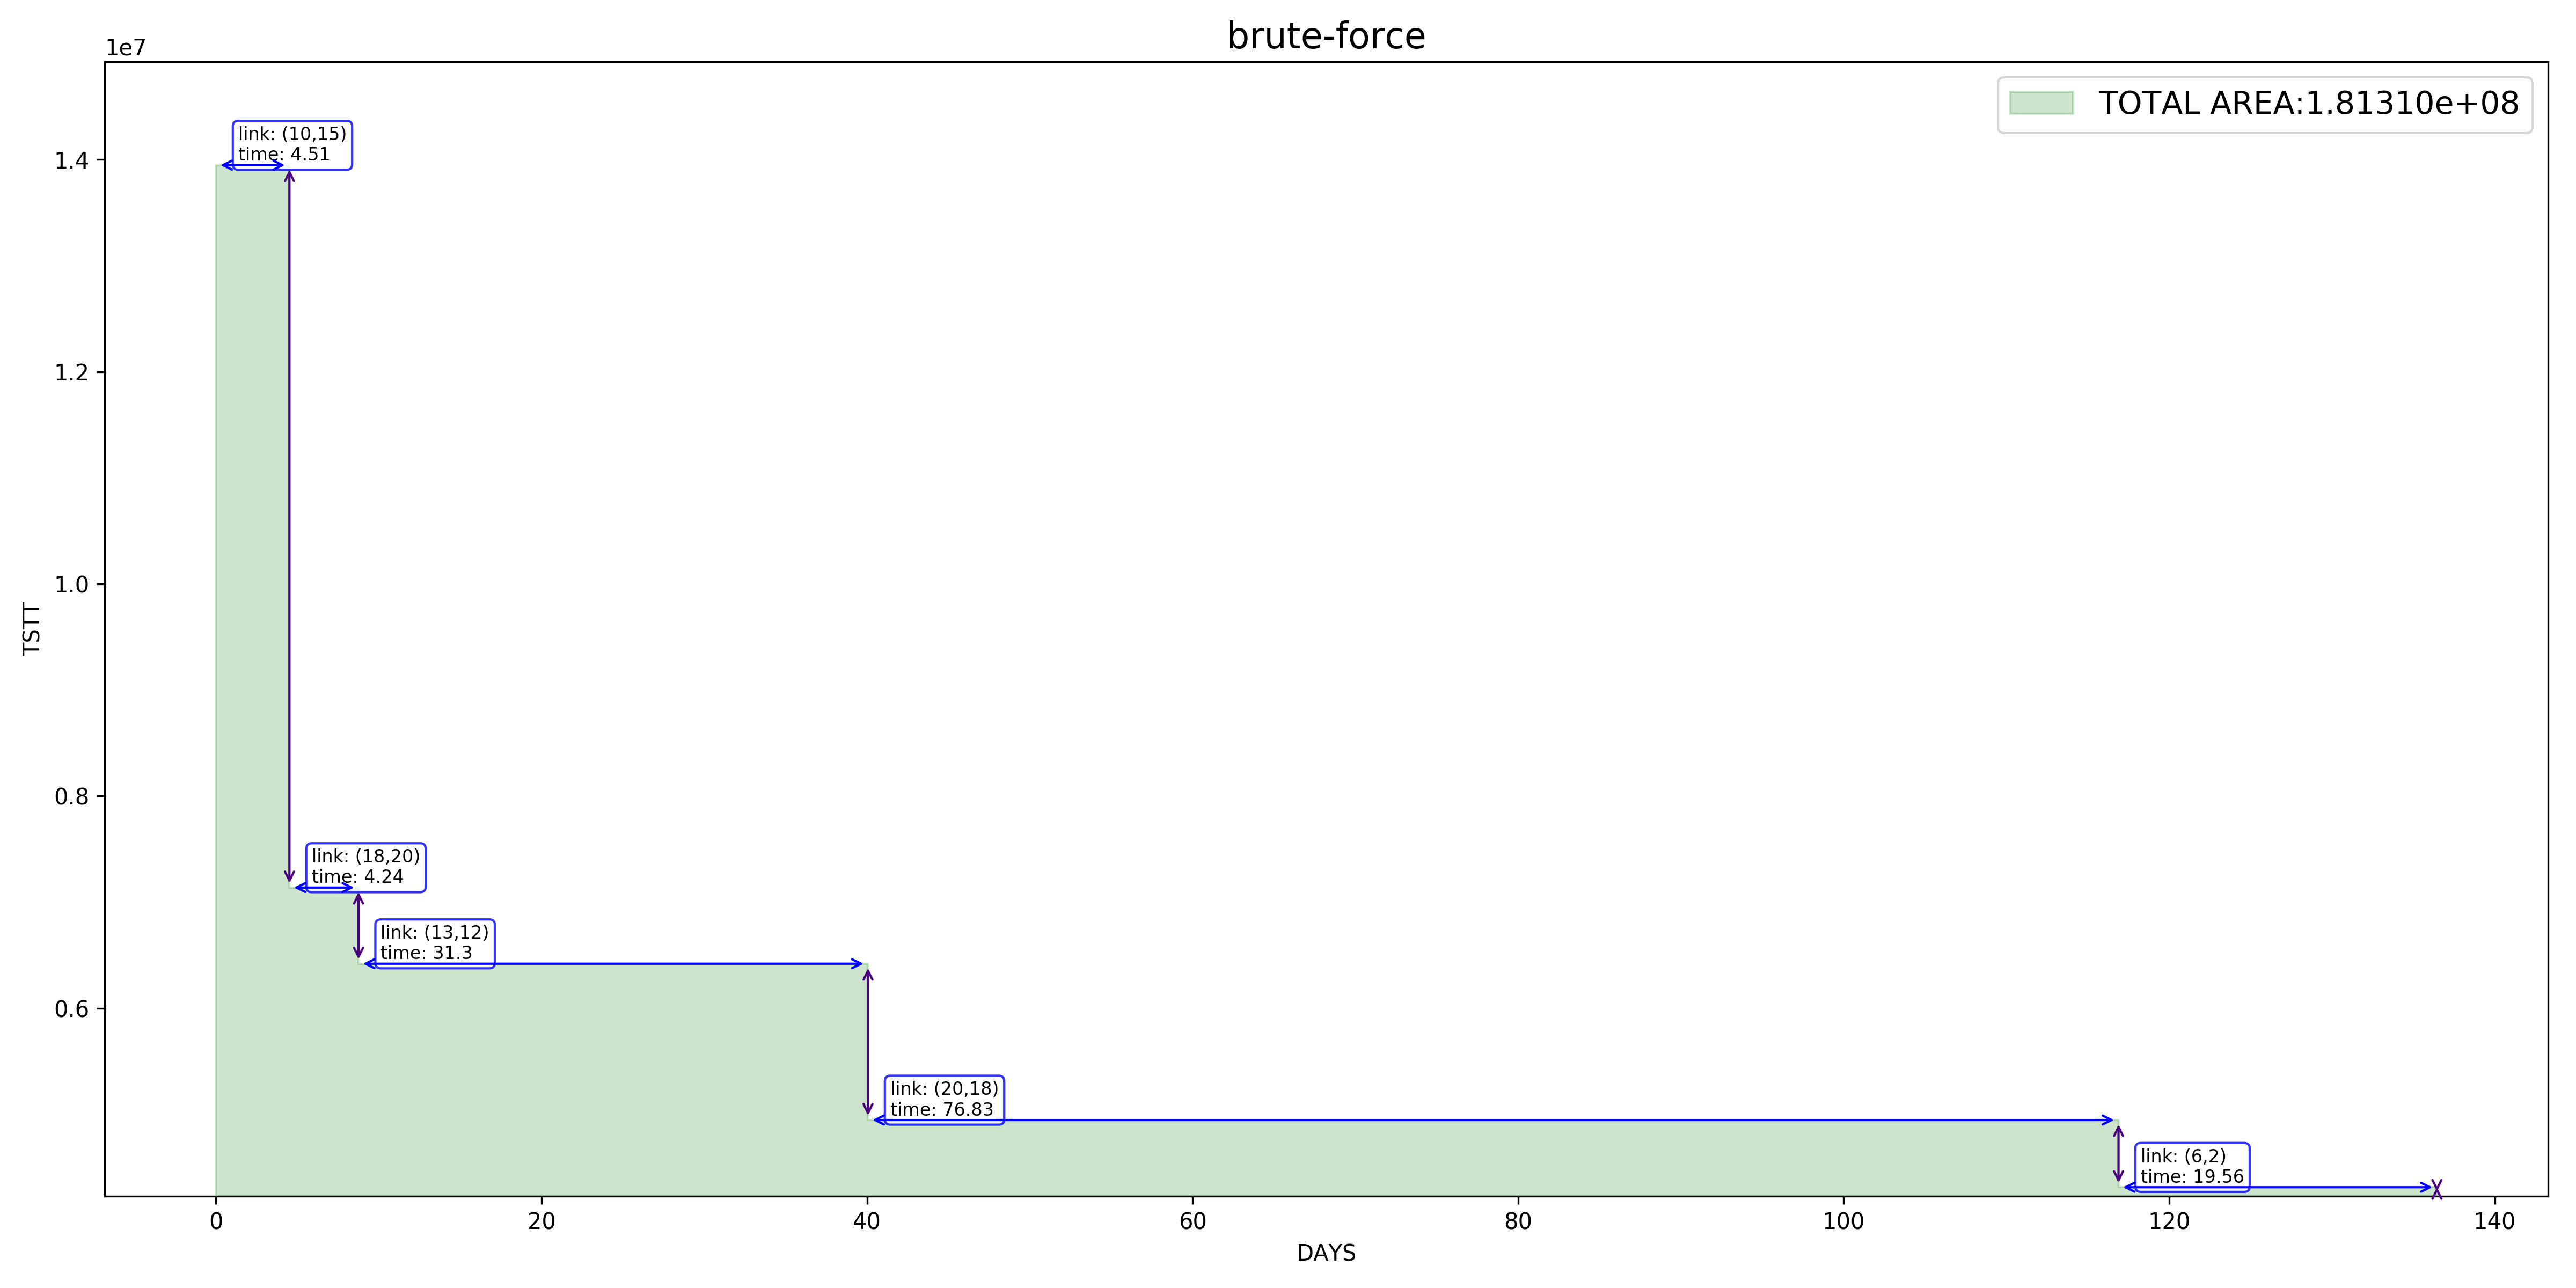 brute-force
1e7
TOTAL AREA:1.81310e+08
link: (10,15)
time: 4.51
1.4
1.2
1.0
TSTT
0.8
link: (18,20)
time: 4.24
link: (13,12)
time: 31.3
0.6
link: (20,18)
time: 76.83
link: (6,2)
time: 19.56
0 20 40 60 80 100 120 140
DAYS